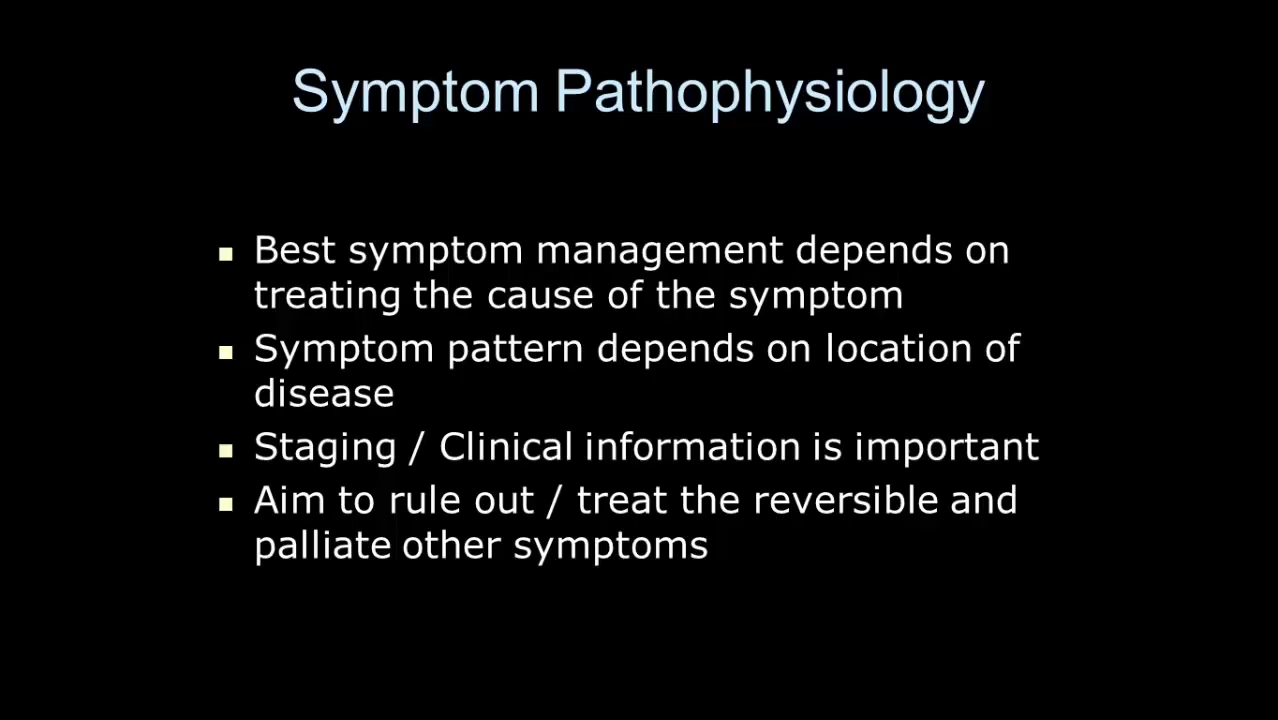 Symptom Pathophysiology
Best symptom management depends on
treating the cause of the symptom
Symptom pattern depends on location of
disease
Staging / Clinical information is important
Aim to rule out / treat the reversible and
palliate other symptoms